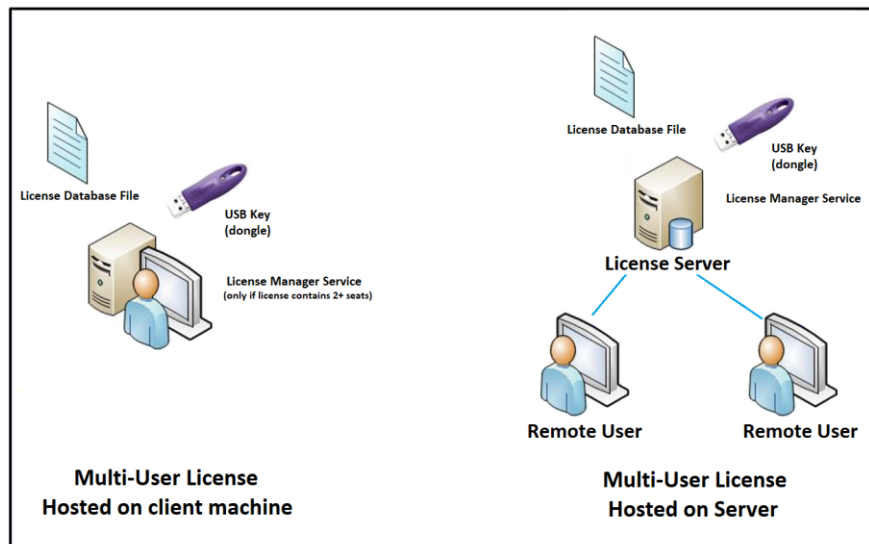 License Database File
USB Key
(dongle)
License Manager Service
(only if license contains 2+ seats)
Multi-User License
Hosted on client machine
License Database File
USB Key
(dongle)
License Manager Service
License Server
Remote User
Remote User
Multi-User License
Hosted on Server